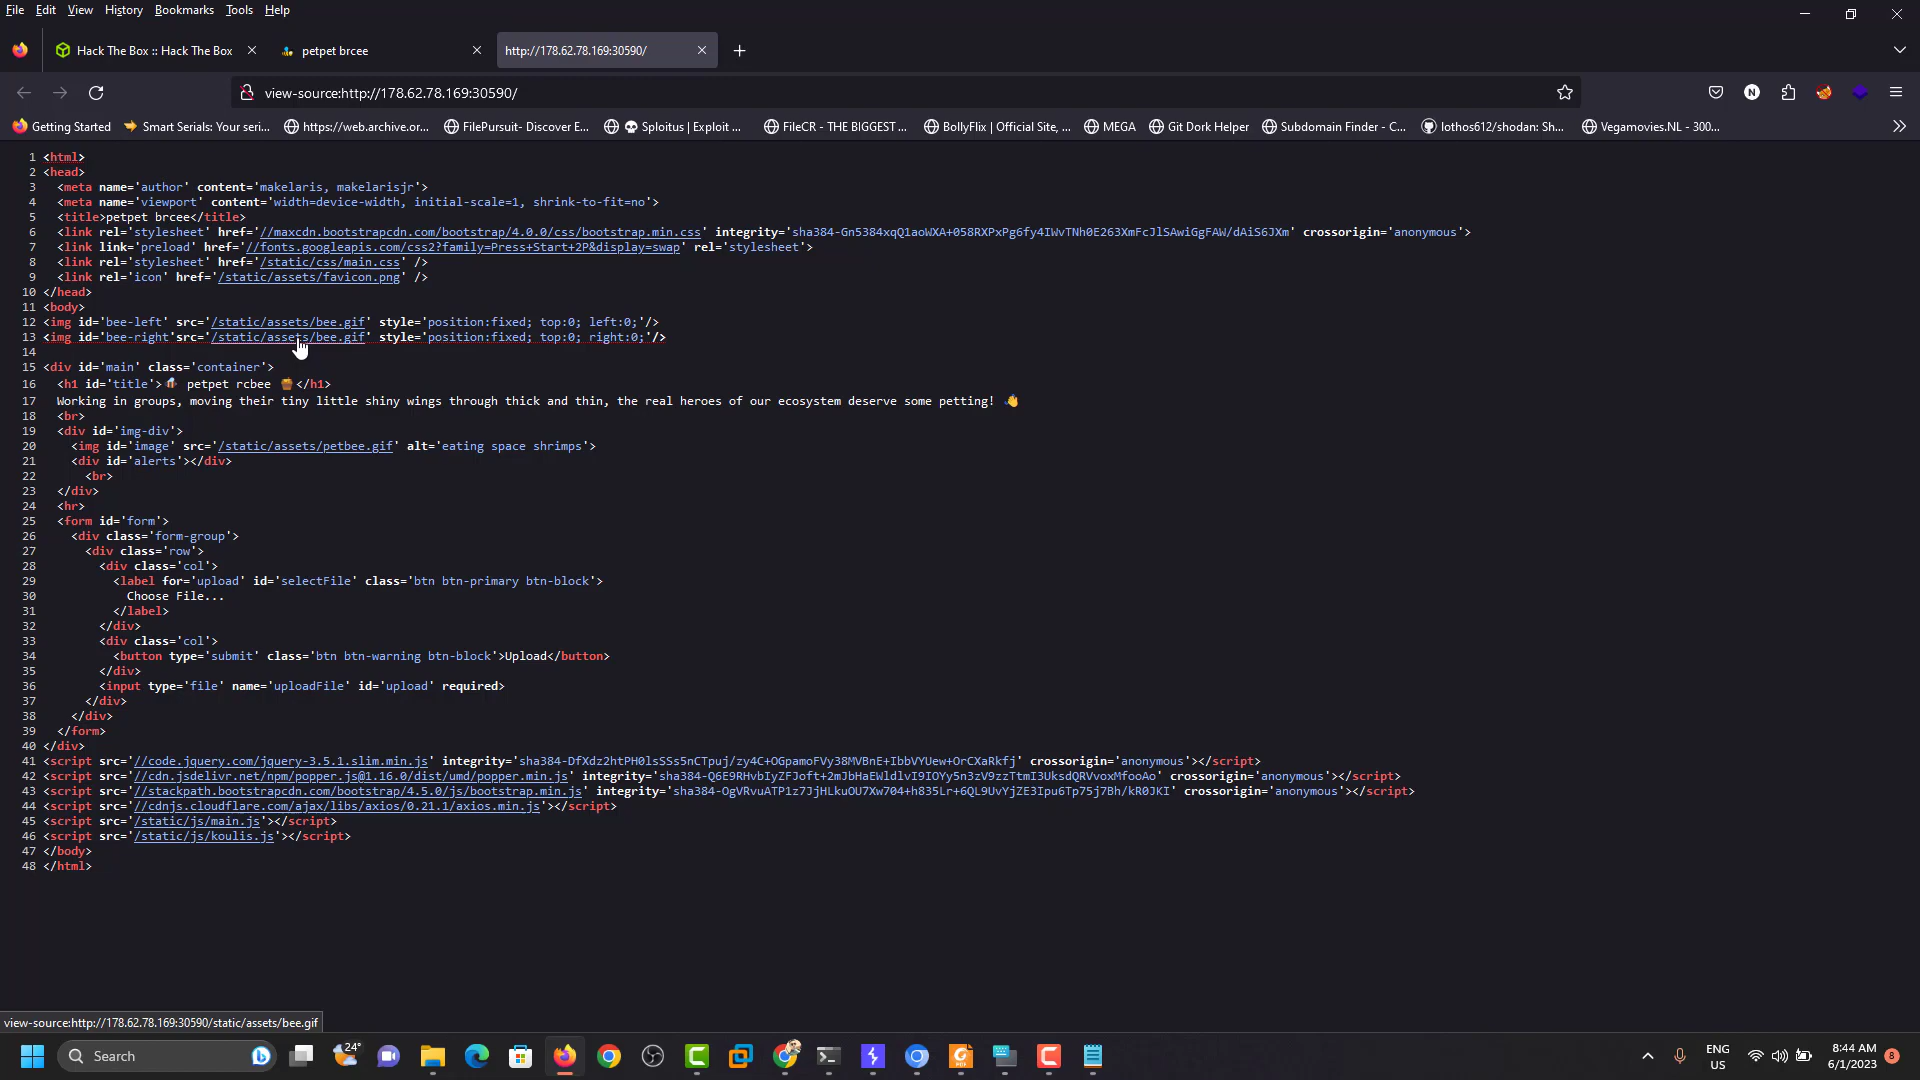 File Edit View History Bookmarks Tools Help
Hack The Box :: Hack The Box
petpet brcee
http://178.62.78.169:30590/
view-source:http://178.62.78.169:30590/
Getting Started
Smart Serials: Your seri...
https://web.archive.or...
FilePursuit- Discover E...
Sploitus | Exploit ...
FileCR - THE BIGGEST ...
BollyFlix | Official Site, ...
MEGA
Git Dork Helper
Subdomain Finder - C...
lothos612/shodan: Sh...
Vegamovies.NL - 300...
1 <html>
2 <head>
3 <meta name='author' content='makelaris, makelarisjr'>
4 <meta name='viewport' content='width=device-width, initial-scale=1, shrink-to-fit=no'>
5 <title>petpet brcee</title>
6 <link rel='stylesheet' href='//maxcdn.bootstrapcdn.com/bootstrap/4.0.0/css/bootstrap.min.css' integrity='sha384-Gn5384xqQ1aoWXA+058RXPxPg6fy4IWvTNh0E263XmFcJlSAwiGgFAW/dAiS6JXm' crossorigin='anonymous'>
7 <link link='preload' href='//fonts.googleapis.com/css2?family=Press+Start+2P&display=swap' rel='stylesheet'>
8 <link rel='stylesheet' href='/static/css/main.css' />
9 <link rel='icon' href='/static/assets/favicon.png' />
10 </head>
11 <body>
12 <img id='bee-left' src='/static/assets/bee.gif' style='position:fixed; top:0; left:0;'/>
13 <img id='bee-right'src='/static/assets/bee.gif' style='position:fixed; top:0; right:0;'/>
14
15 <div id='main' class='container'>
16 <h1 id='title'>🐝 petpet rcbee 🍯</h1>
17 Working in groups, moving their tiny little shiny wings through thick and thin, the real heroes of our ecosystem deserve some petting! 👋
18 <br>
19 <div id='img-div'>
20 <img id='image' src='/static/assets/petbee.gif' alt='eating space shrimps'>
21 <div id='alerts'></div>
22 <br>
23 </div>
24 <hr>
25 <form id='form'>
26 <div class='form-group'>
27 <div class='row'>
28 <div class='col'>
29 <label for='upload' id='selectFile' class='btn btn-primary btn-block'>
30 Choose File...
31 </label>
32 </div>
33 <div class='col'>
34 <button type='submit' class='btn btn-warning btn-block'>Upload</button>
35 </div>
36 <input type='file' name='uploadFile' id='upload' required>
37 </div>
38 </div>
39 </form>
40 </div>
41 <script src='//code.jquery.com/jquery-3.5.1.slim.min.js' integrity='sha384-DfXdz2htPH0lsSSs5nCTpuj/zy4C+OGpamoFVy38MVBnE+IbbVYUew+OrCXaRkfj' crossorigin='anonymous'></script>
42 <script src='//cdn.jsdelivr.net/npm/popper.js@1.16.0/dist/umd/popper.min.js' integrity='sha384-Q6E9RHvbIyZFJoft+2mJbHaEWldlvI9IOYy5n3zV9zzTtmI3UksdQRVvoxMfooAo' crossorigin='anonymous'></script>
43 <script src='//stackpath.bootstrapcdn.com/bootstrap/4.5.0/js/bootstrap.min.js' integrity='sha384-OgVRvuATP1z7JjHLkuOU7Xw704+h835Lr+6QL9UvYjZE3Ipu6Tp75j7Bh/kR0JKI' crossorigin='anonymous'></script>
44 <script src='//cdnjs.cloudflare.com/ajax/libs/axios/0.21.1/axios.min.js'></script>
45 <script src='/static/js/main.js'></script>
46 <script src='/static/js/koulis.js'></script>
47 </body>
48 </html>
view-source:http://178.62.78.169:30590/static/assets/bee.gif
Search
24°
ENG
US
8:44 AM
6/1/2023
8